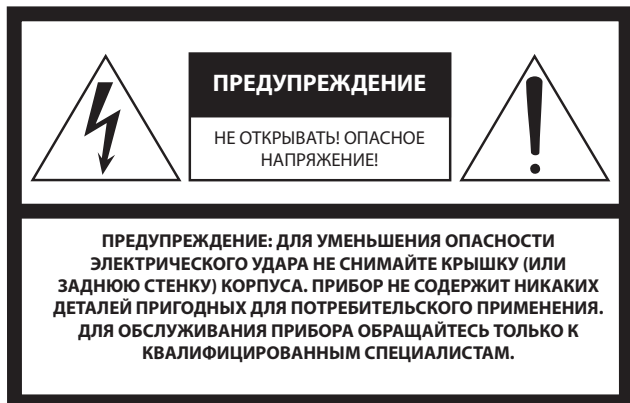 ПРЕДУПРЕЖДЕНИЕ
НЕ ОТКРЫВАТЬ! ОПАСНОЕ
НАПРЯЖЕНИЕ!
ПРЕДУПРЕЖДЕНИЕ: ДЛЯ УМЕНЬШЕНИЯ ОПАСНОСТИ
ЭЛЕКТРИЧЕСКОГО УДАРА НЕ СНИМАЙТЕ КРЫШКУ (ИЛИ
ЗАДНЮЮ СТЕНКУ) КОРПУСА. ПРИБОР НЕ СОДЕРЖИТ НИКАКИХ
ДЕТАЛЕЙ ПРИГОДНЫХ ДЛЯ ПОТРЕБИТЕЛЬСКОГО ПРИМЕНЕНИЯ.
ДЛЯ ОБСЛУЖИВАНИЯ ПРИБОРА ОБРАЩАЙТЕСЬ ТОЛЬКО К
КВАЛИФИЦИРОВАННЫМ СПЕЦИАЛИСТАМ.